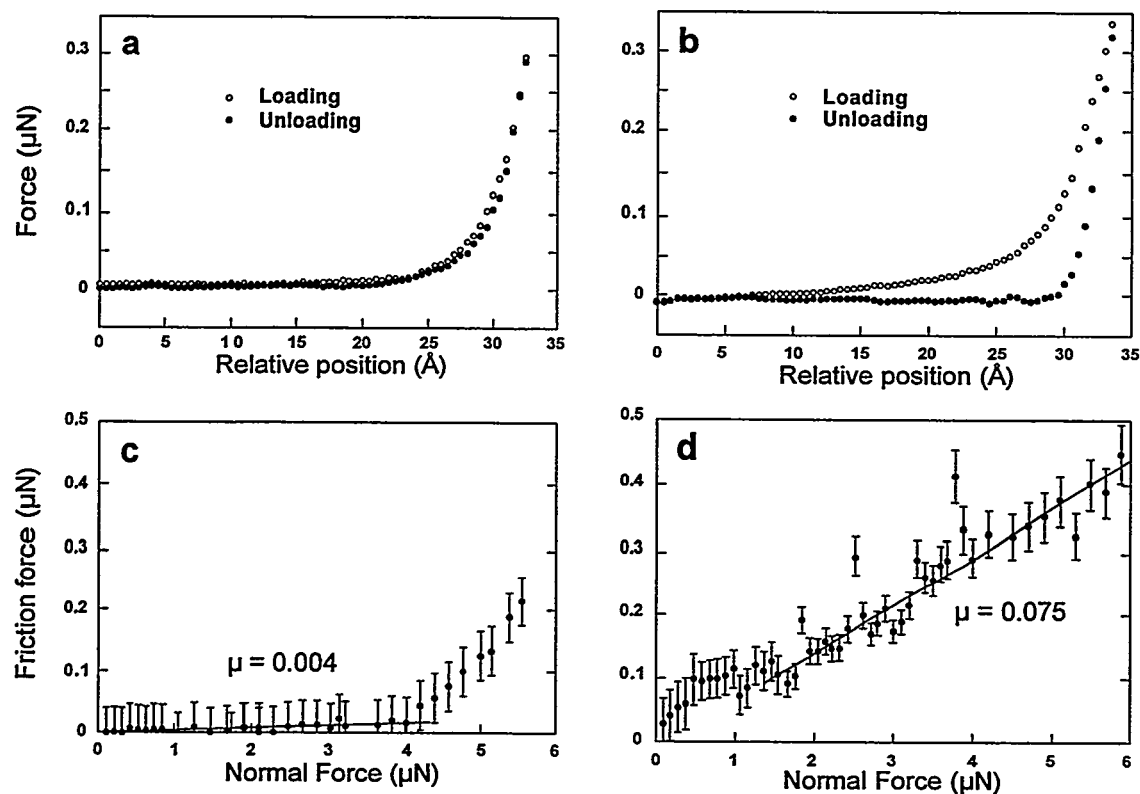 a
0.3
0.2
0.1
0
Force (µN)
Loading
Unloading
0 5 10 15 20 25 30 35
Relative position (Å)
b
0.3
0.2
0.1
0
Loading
Unloading
0 5 10 15 20 25 30 35
Relative position (Å)
c
0.5
0.4
0.3
0.2
0.1
0
Friction force (µN)
µ = 0.004
0 1 2 3 4 5 6
Normal Force (µN)
d
0.5
0.4
0.3
0.2
0.1
0
µ = 0.075
0 1 2 3 4 5 6
Normal Force (µN)